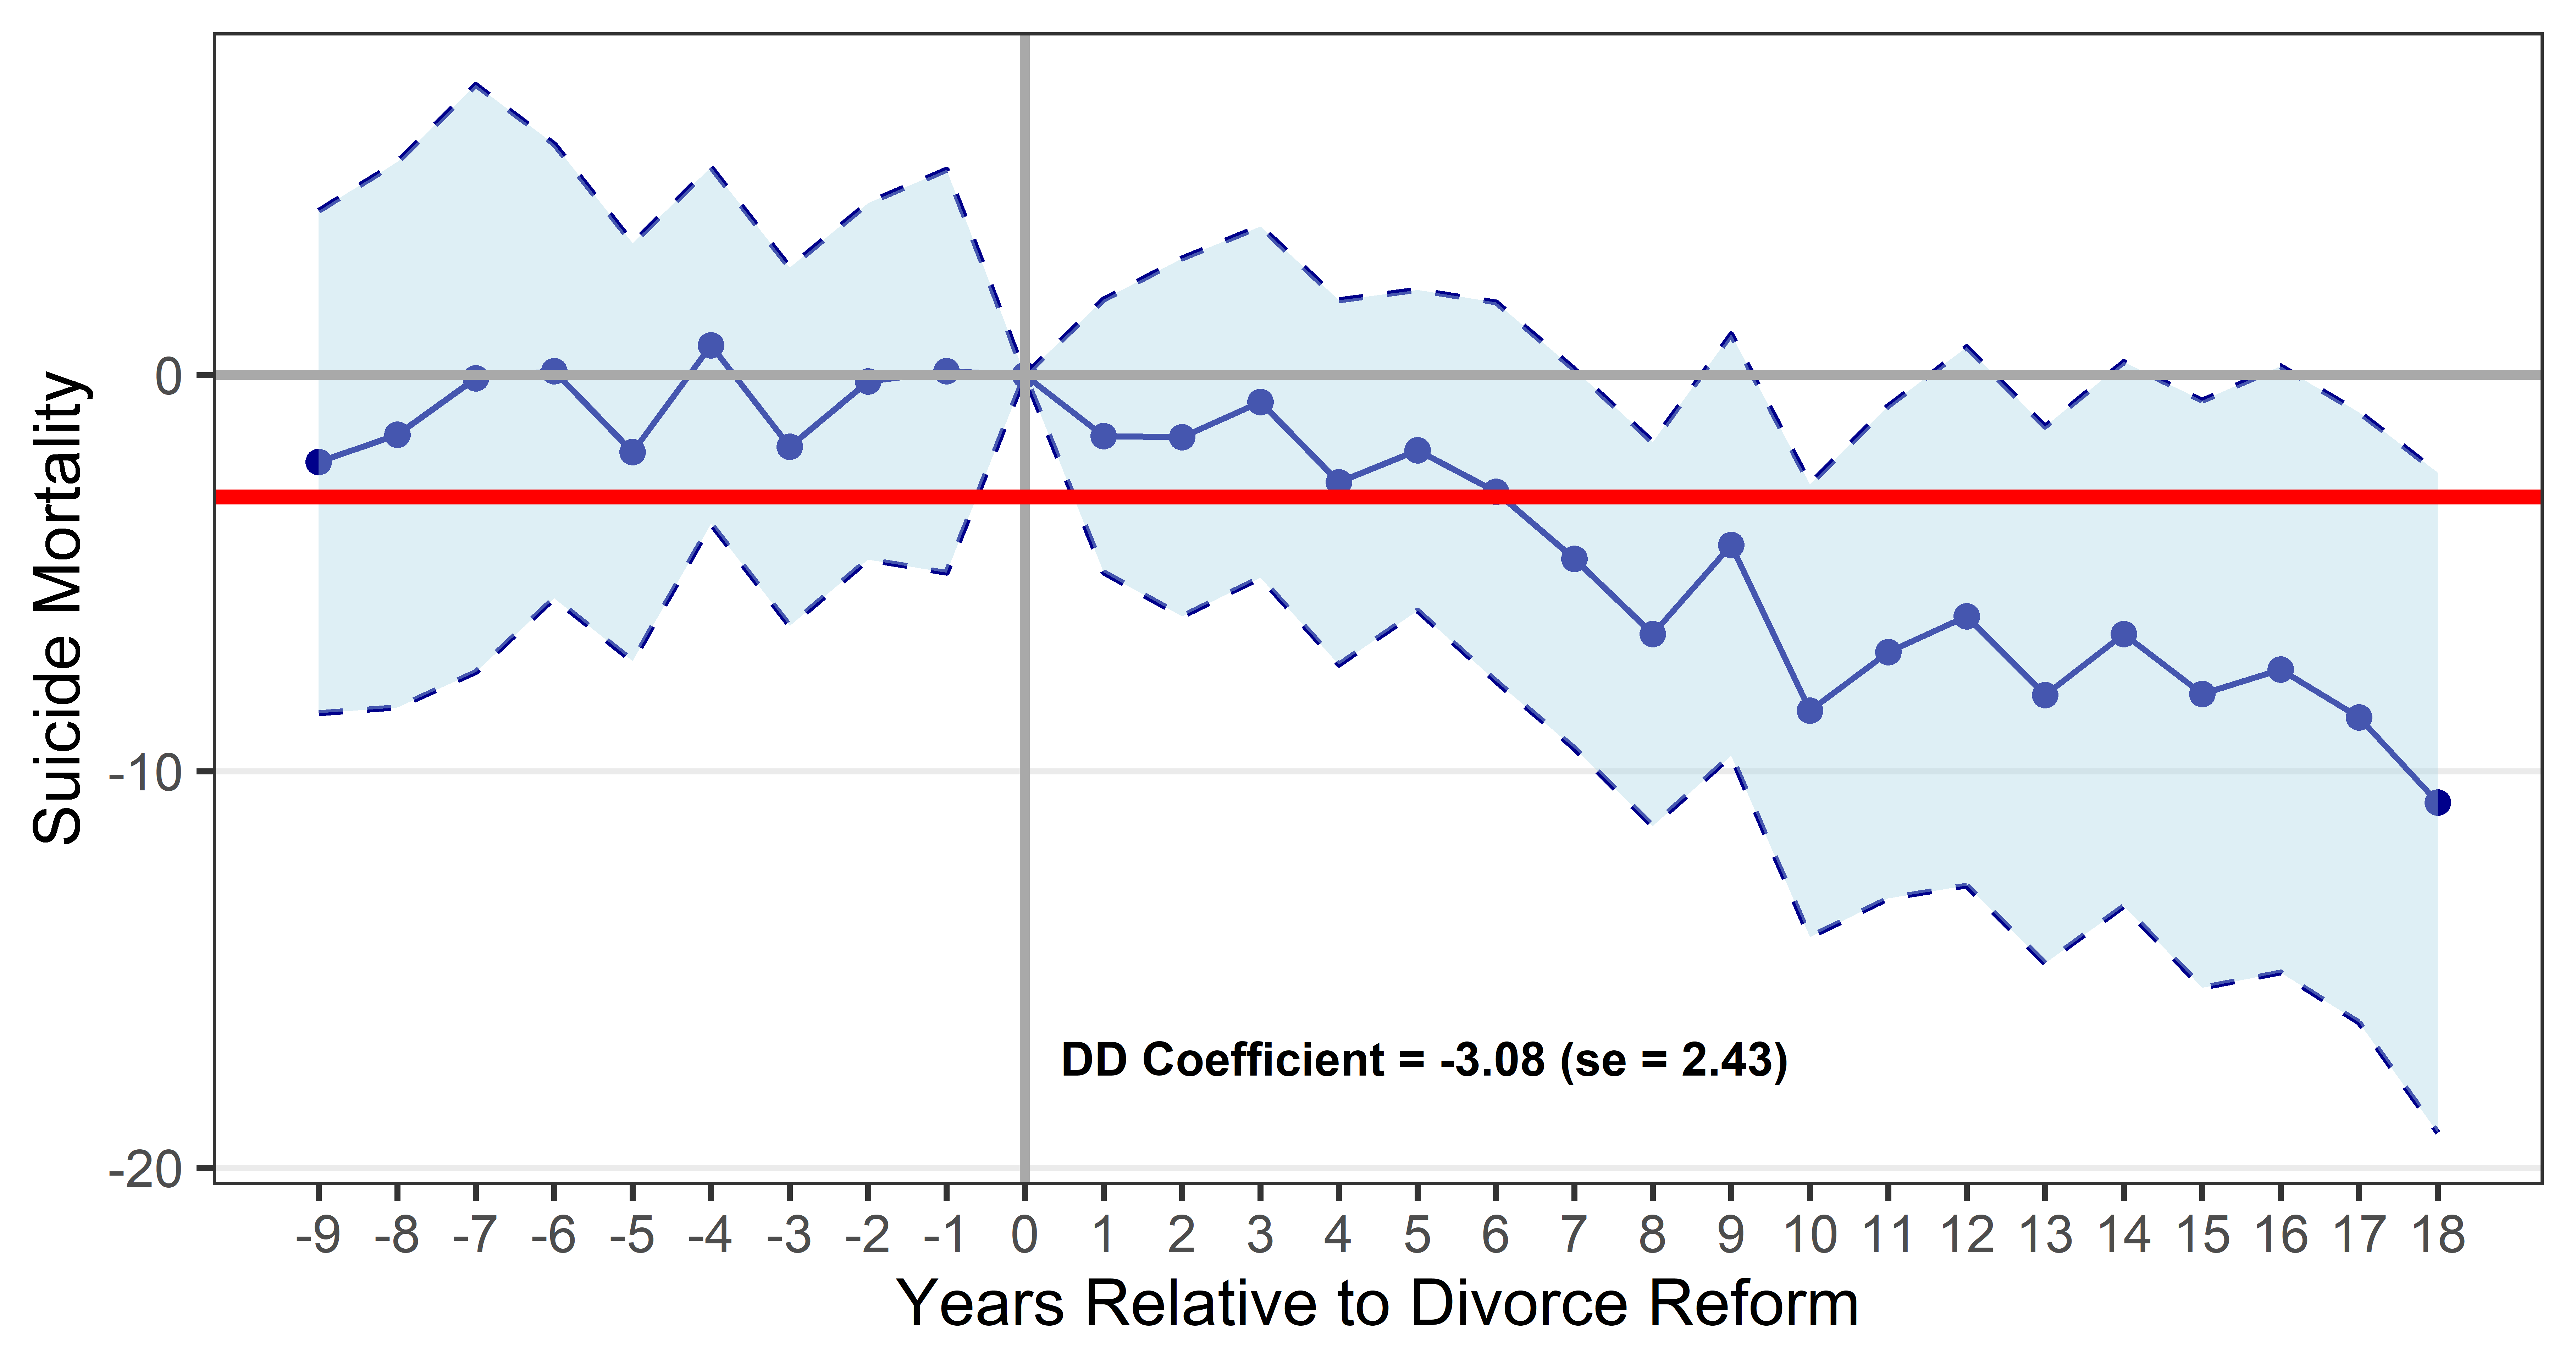 Suicide Mortality
0
-10
-20
DD Coefficient = -3.08 (se = 2.43)
-9 -8 -7 -6 -5 -4 -3 -2 -1 0 1 2 3 4 5 6 7 8 9 10 11 12 13 14 15 16 17 18
Years Relative to Divorce Reform